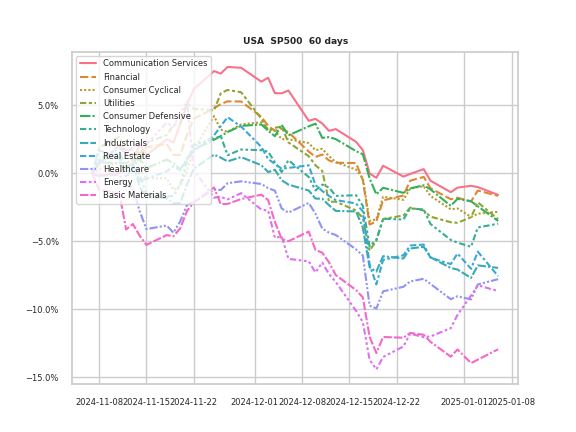 USA SP500 60 days
Communication Services
Financial
Consumer Cyclical
Utilities
Consumer Defensive
Technology
Industrials
Real Estate
Healthcare
Energy
Basic Materials
5.0%
0.0%
−5.0%
−10.0%
−15.0%
2024-11-08 2024-11-15 2024-11-22 2024-12-01 2024-12-08 2024-12-15 2024-12-22 2025-01-01 2025-01-08